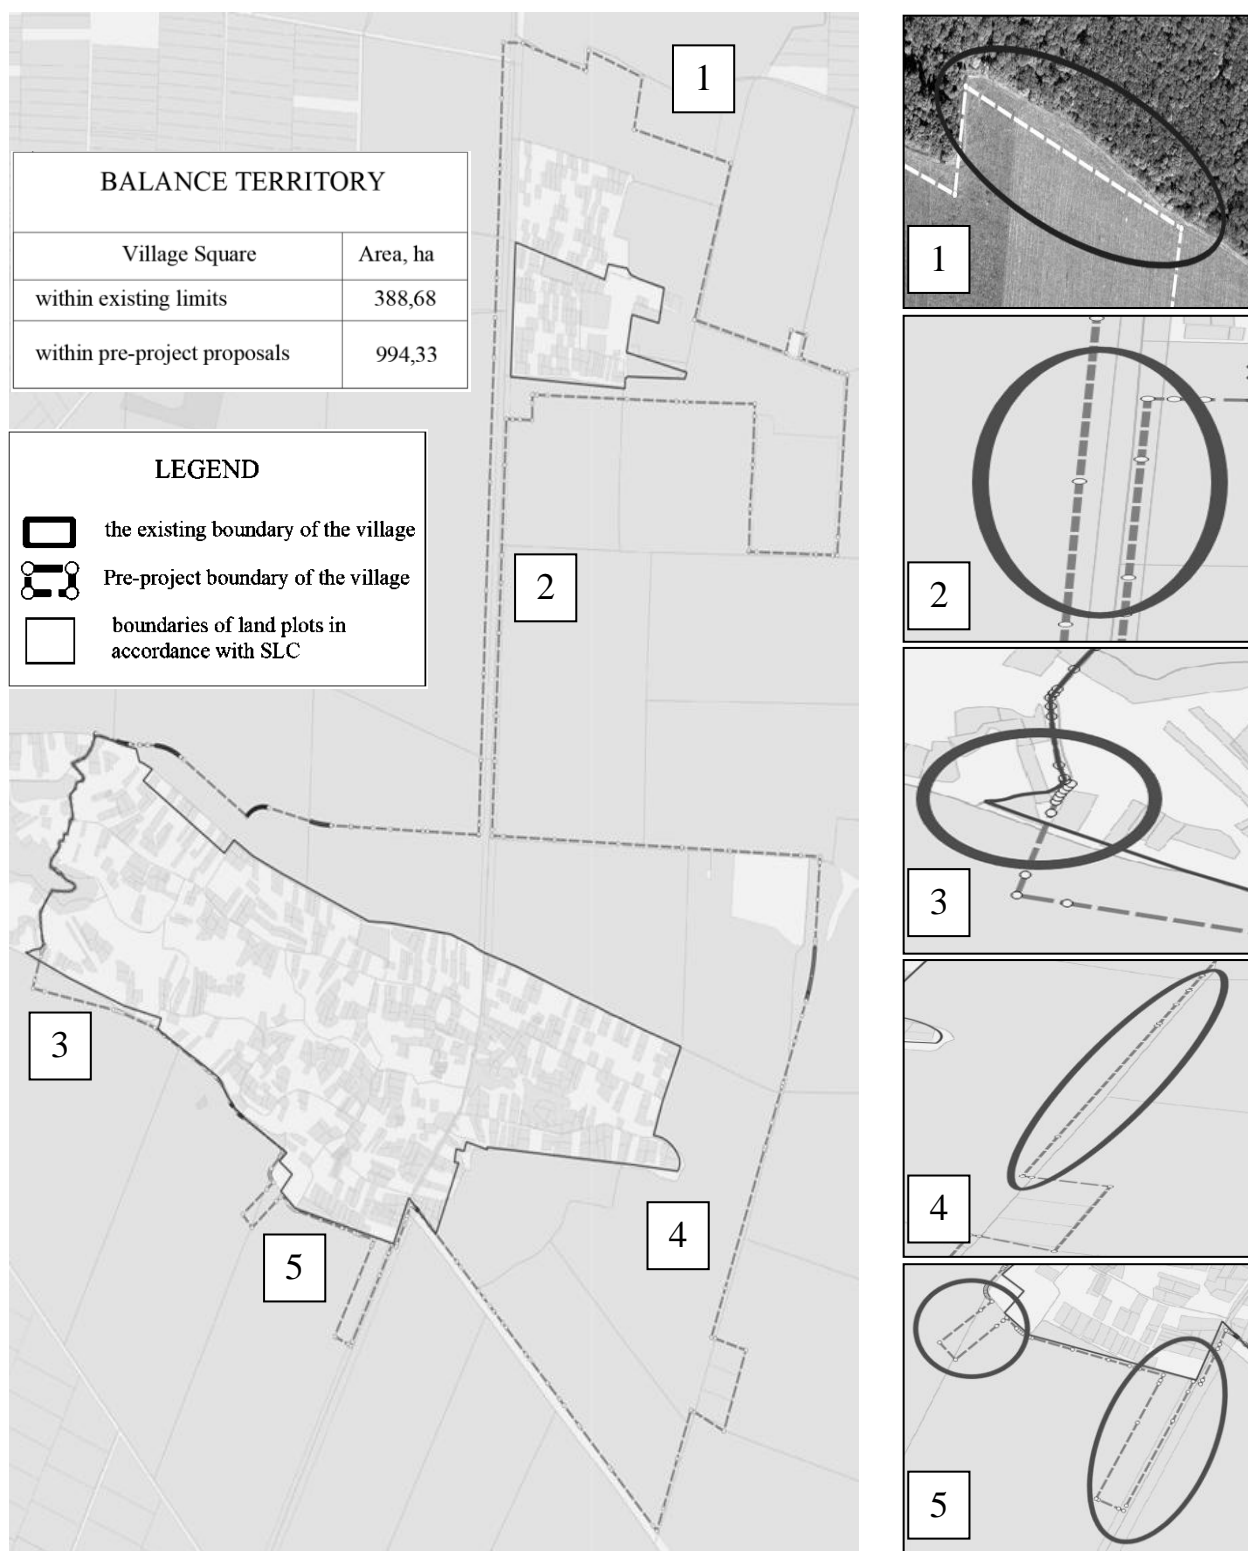 1
BALANCE TERRITORY
Village Square
Area, ha
within existing limits
388,68
within pre-project proposals
994,33
LEGEND
the existing boundary of the village
Pre-project boundary of the village
boundaries of land plots in
accordance with SLC
2
3
4
5
1
2
3
4
5